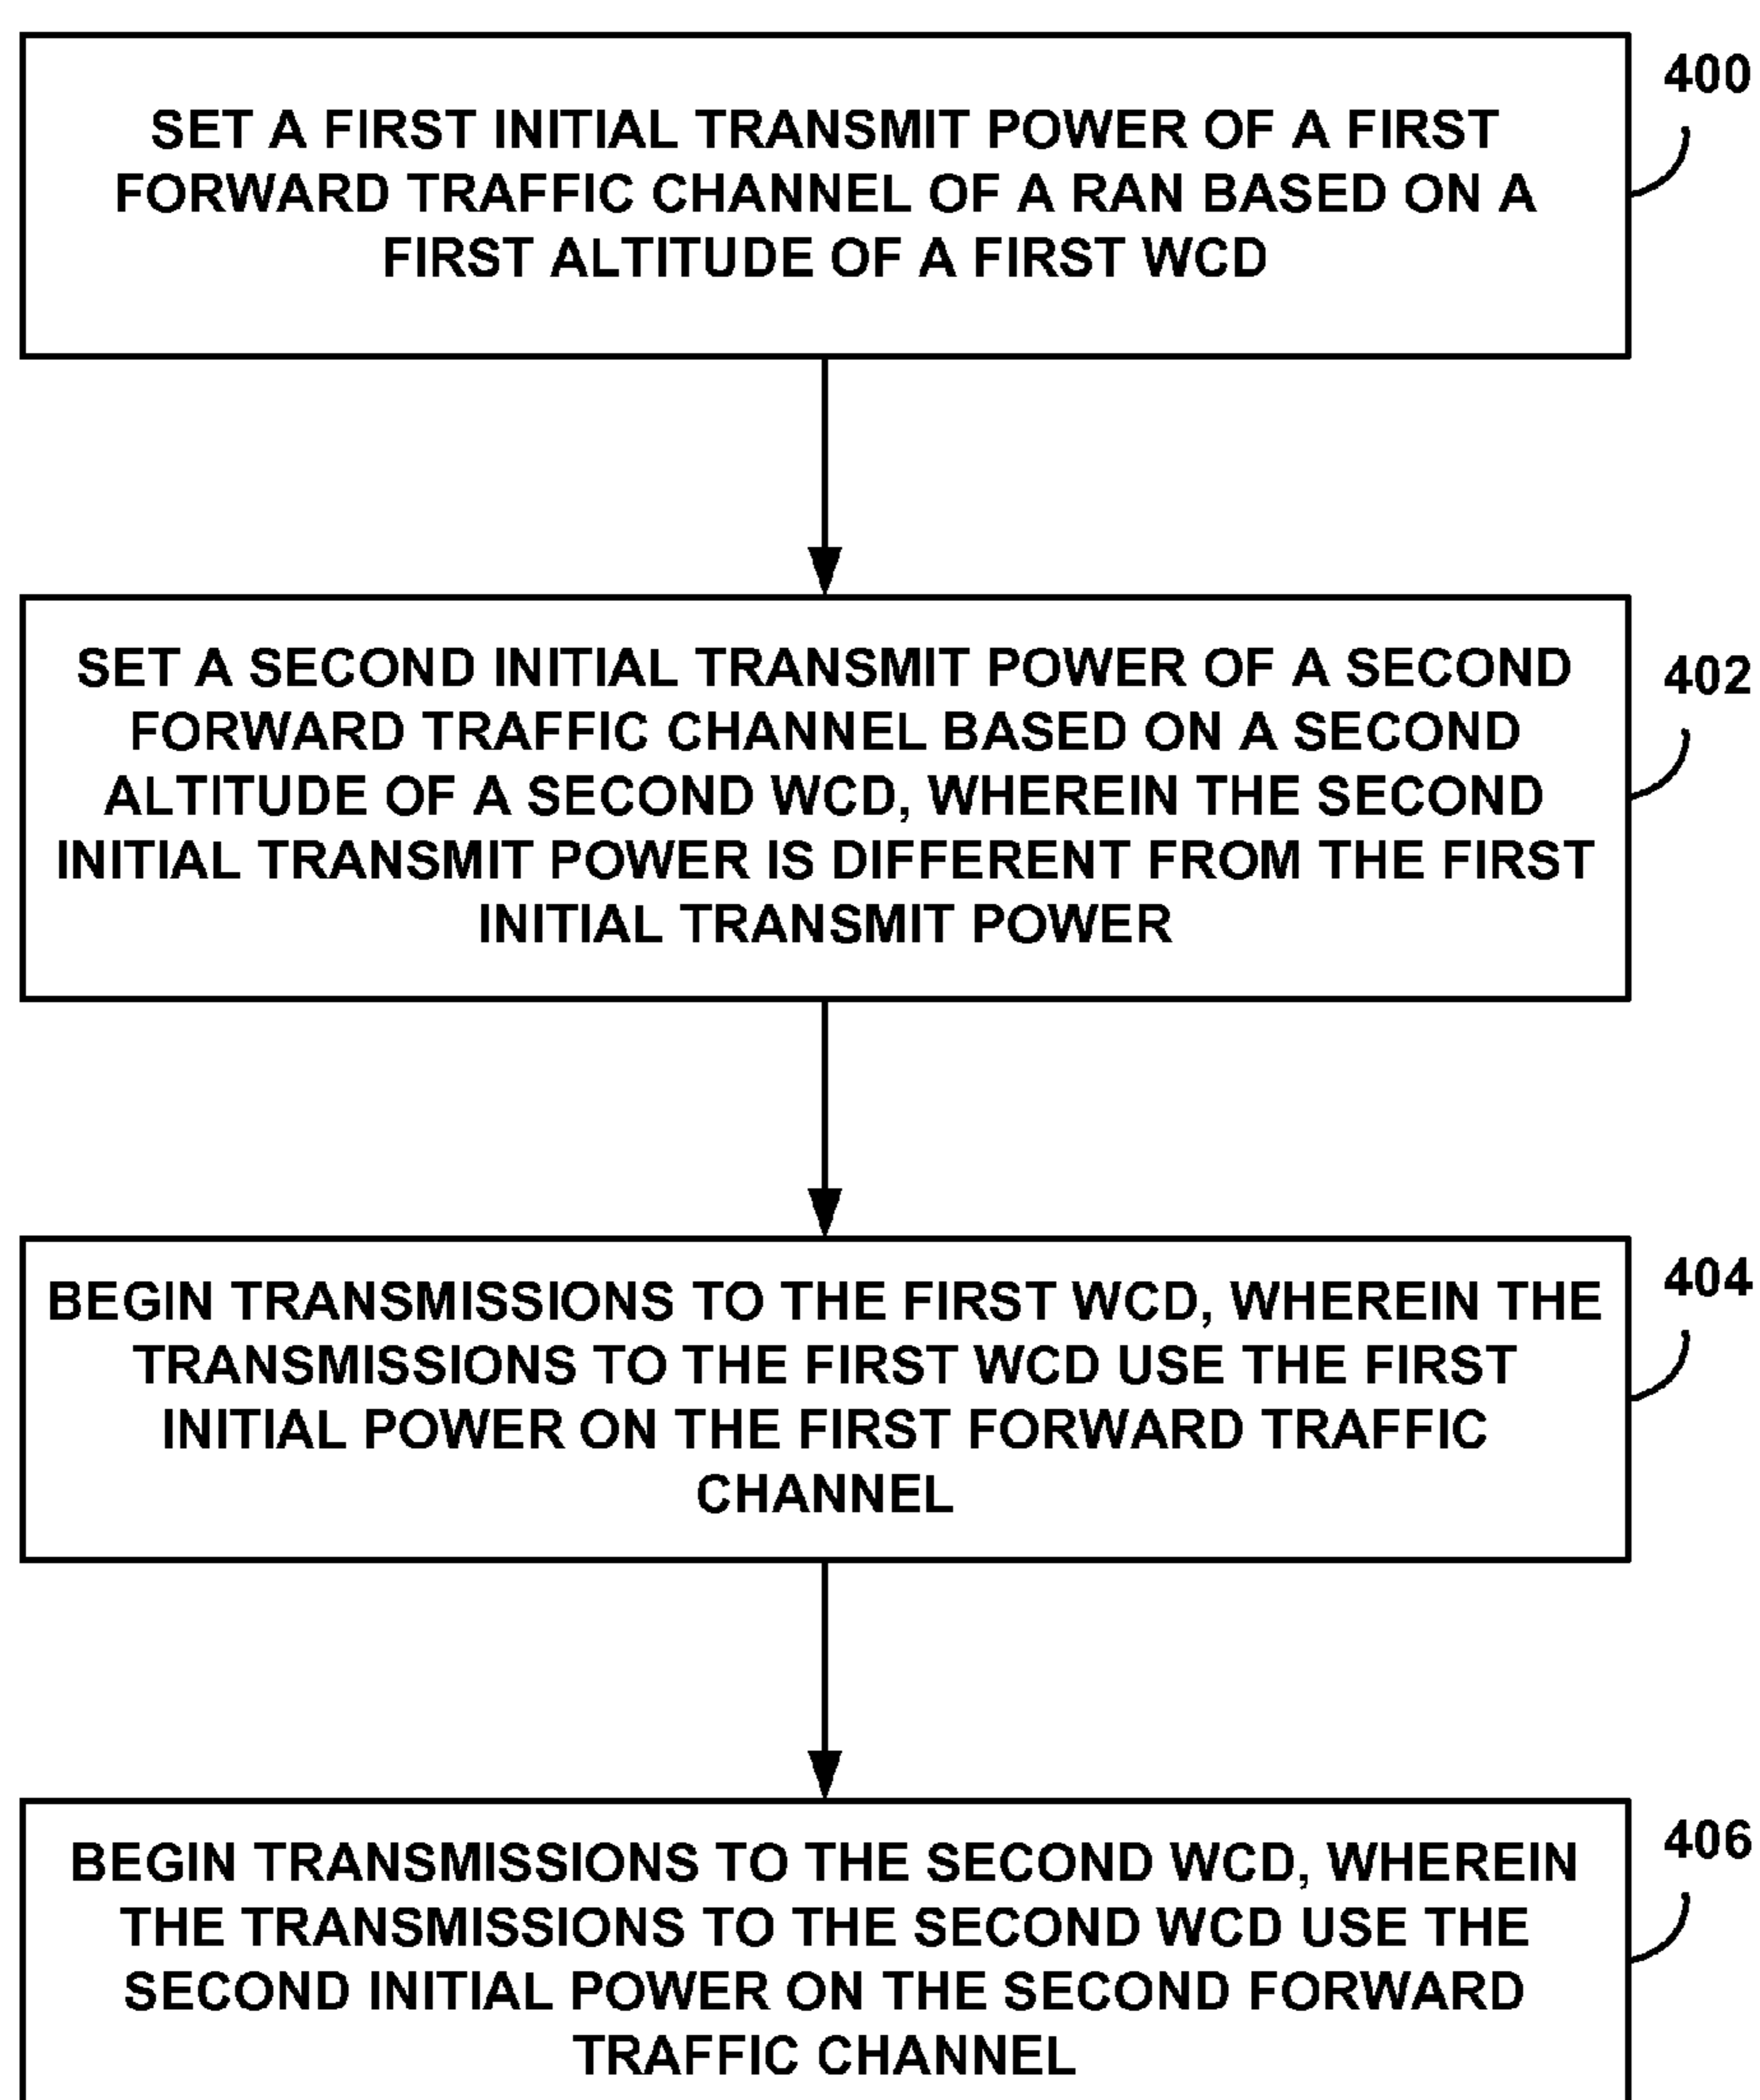 400
SET A FIRST INITIAL TRANSMIT POWER OF A FIRST
FORWARD TRAFFIC CHANNEL OF A RAN BASED ON A
FIRST ALTITUDE OF A FIRST WCD
402
SET A SECOND INITIAL TRANSMIT POWER OF A SECOND
FORWARD TRAFFIC CHANNEL BASED ON A SECOND
ALTITUDE OF A SECOND WCD, WHEREIN THE SECOND
INITIAL TRANSMIT POWER IS DIFFERENT FROM THE FIRST
INITIAL TRANSMIT POWER
404
BEGIN TRANSMISSIONS TO THE FIRST WCD, WHEREIN THE
TRANSMISSIONS TO THE FIRST WCD USE THE FIRST
INITIAL POWER ON THE FIRST FORWARD TRAFFIC
CHANNEL
406
BEGIN TRANSMISSIONS TO THE SECOND WCD, WHEREIN
THE TRANSMISSIONS TO THE SECOND WCD USE THE
SECOND INITIAL POWER ON THE SECOND FORWARD
TRAFFIC CHANNEL